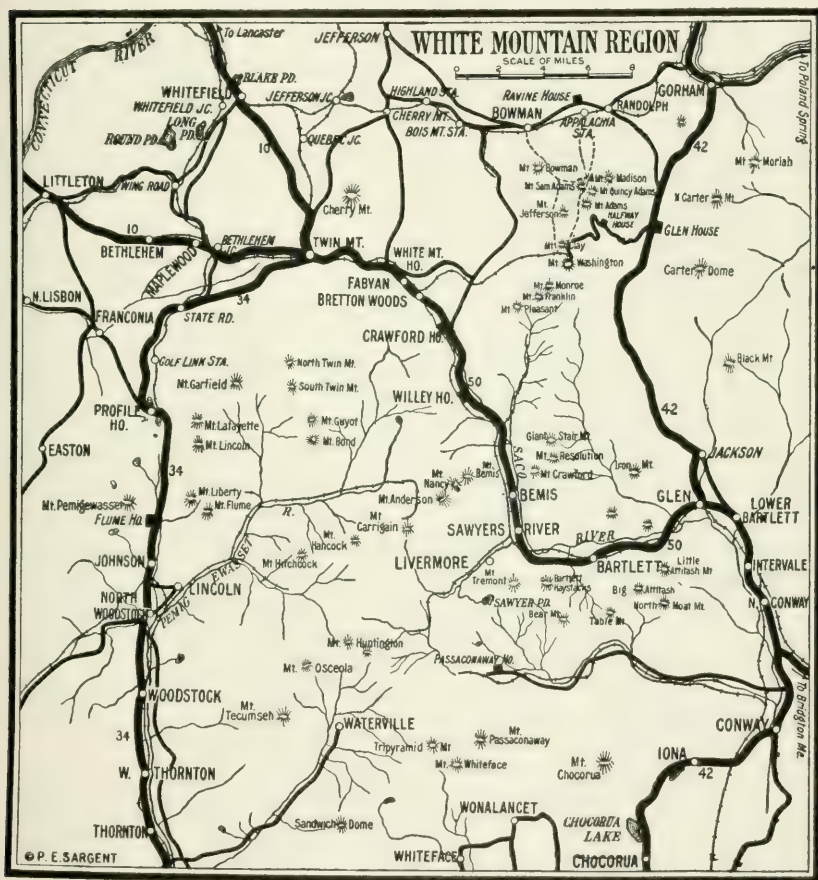 To Lancaster
JEFFERSON
WHITE MOUNTAIN REGION
SCALE OF MILES
0 2 4 6 8
CONNECTICUT RIVER
To Poland Spring
BLAKE PD.
WHITEFIELD
WHITEFIELD JC.
JEFFERSON JC.
HIGHLAND STA.
RAVINE HOUSE
GORHAM
RANDOLPH
LONG PD.
ROUND PD.
CHERRY MT.
BOIS MT. STA.
BOWMAN
APPALACHIA STA.
QUEBEC JC.
10
42
LITTLETON
WING ROAD
Mt Bowman
Mt Moriah
Mt Madison
Mt Sam Adams
Mt Quincy Adams
Cherry Mt.
Mt. Jefferson
Mt Adams
N Carter Mt
HALFWAY HOUSE
GLEN HOUSE
10
BETHLEHEM
BETHLEHEM JC.
MAPLEWOOD
TWIN MT.
WHITE MT. HO.
Mt Clay
Mt Washington
Carter Dome
FABYAN
BRETTON WOODS
Mt Monroe
Mt Franklin
Mt Pleasant
N. LISBON
34
STATE RD.
FRANCONIA
CRAWFORD HO.
GOLF LINK STA.
North Twin Mt.
Black Mt
Mt. Garfield
South Twin Mt.
50
WILLEY HO.
PROFILE HO.
42
Mt. Lafayette
Mt. Guyot
Mt. Lincoln
Mt. Bond
Giant Stair Mt
EASTON
JACKSON
SACO
Mt. Resolution
34
Mt. Bemis
Mt. Crawford
Iron Mt.
Mt. Nancy
Mt. Liberty
Mt. Anderson
BEMIS
Mt. Pemigewasset
Mt. Flume
GLEN
LOWER BARTLETT
FLUME HO.
R.
Mt Carrigain
SAWYERS RIVER
RIVER
50
Mt. Hancock
JOHNSON
Mt Hitchcock
LIVERMORE
BARTLETT
Little Attitash Mt
INTERVALE
PEMIGEWASSET
LINCOLN
Mt Tremont
Bartlett Haystacks
Big Attitash
NORTH WOODSTOCK
SAWYER PD.
North Moat Mt.
N. CONWAY
Bear Mt.
Table Mt.
Mt. Huntington
Mt. Osceola
PASSACONAWAY HO.
WOODSTOCK
To Bridgton Me.
Mt. Tecumseh
WATERVILLE
CONWAY
34
Mt. Passaconaway
Tripyramid Mt
IONA
Mt. Whiteface
Mt. Chocorua
42
W. THORNTON
WONALANCET
Sandwich Dome
CHOCORUA LAKE
THORNTON
© P. E. SARGENT
WHITEFACE
CHOCORUA